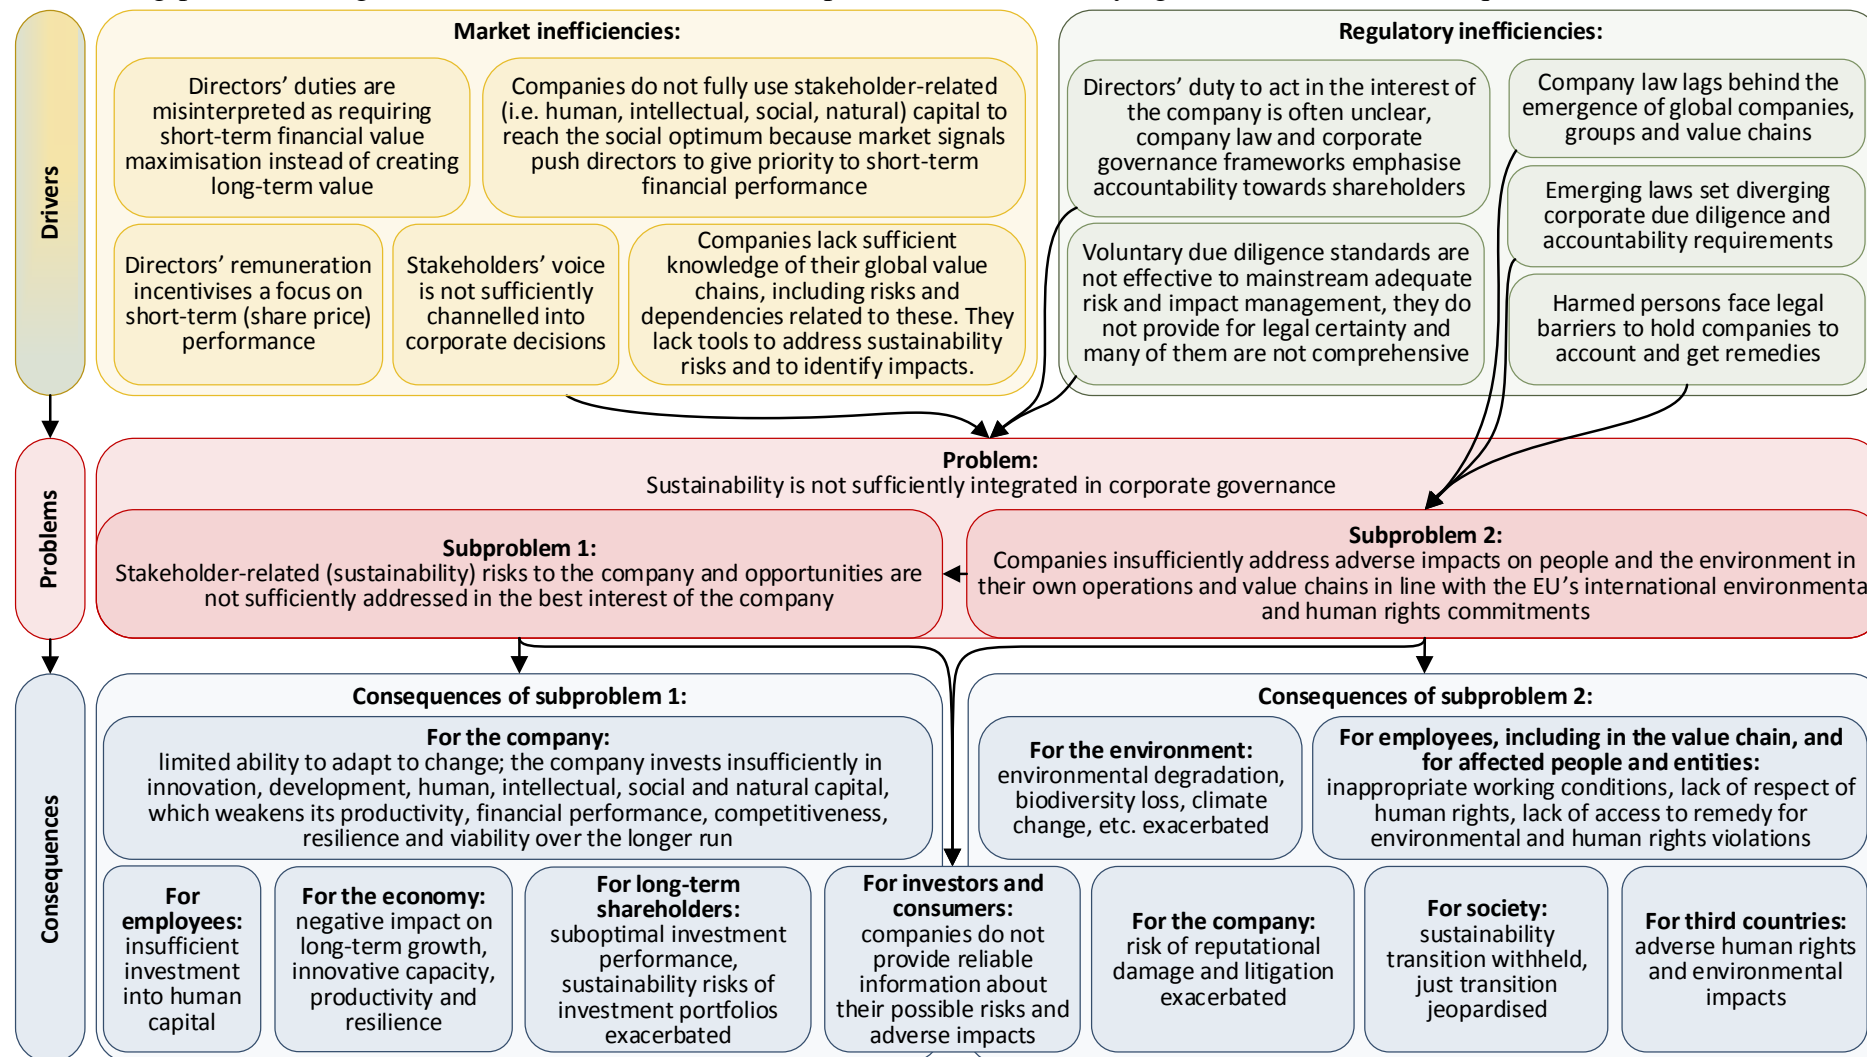 Drivers
Market inefficiencies:
Directors' duties are
misinterpreted as requiring
short-term financial value
maximisation instead of creating
long-term value
Companies do not fully use stakeholder-related
(i.e. human, intellectual, social, natural) capital to
reach the social optimum because market signals
push directors to give priority to short-term
financial performance
Directors' remuneration
incentivises a focus on
short-term (share price)
performance
Stakeholders' voice
is not sufficiently
channelled into
corporate decisions
Companies lack sufficient
knowledge of their global value
chains, including risks and
dependencies related to these. They
lack tools to address sustainability
risks and to identify impacts.
Regulatory inefficiencies:
Directors' duty to act in the interest of
the company is often unclear,
company law and corporate
governance frameworks emphasise
accountability towards shareholders
Voluntary due diligence standards are
not effective to mainstream adequate
risk and impact management, they do
not provide for legal certainty and
many of them are not comprehensive
Company law lags behind the
emergence of global companies,
groups and value chains
Emerging laws set diverging
corporate due diligence and
accountability requirements
Harmed persons face legal
barriers to hold companies to
account and get remedies
Problems
Problem:
Sustainability is not sufficiently integrated in corporate governance
Subproblem 1:
Stakeholder-related (sustainability) risks to the company and opportunities are
not sufficiently addressed in the best interest of the company
Subproblem 2:
Companies insufficiently address adverse impacts on people and the environment in
their own operations and value chains in line with the EU's international environmenta
and human rights commitments
Consequences
Consequences of subproblem 1:
For the company:
limited ability to adapt to change; the company invests insufficiently in
innovation, development, human, intellectual, social and natural capital,
which weakens its productivity, financial performance, competitiveness,
resilience and viability over the longer run
For
employees:
insufficient
investment
into human
capital
For the economy:
negative impact on
long-term growth,
innovative capacity,
productivity and
resilience
For long-term
shareholders:
suboptimal investment
performance,
sustainability risks of
investment portfolios
exacerbated
For investors and
consumers:
companies do not
provide reliable
information about
their possible risks and
adverse impacts
Consequences of subproblem 2:
For the environment:
environmental degradation,
biodiversity loss, climate
change, etc. exacerbated
For employees, including in the value chain, and
for affected people and entities:
inappropriate working conditions, lack of respect of
human rights, lack of access to remedy for
environmental and human rights violations
For the company:
risk of reputational
damage and litigation
exacerbated
For society:
sustainability
transition withheld,
just transition
jeopardised
For third countries:
adverse human rights
and environmental
impacts